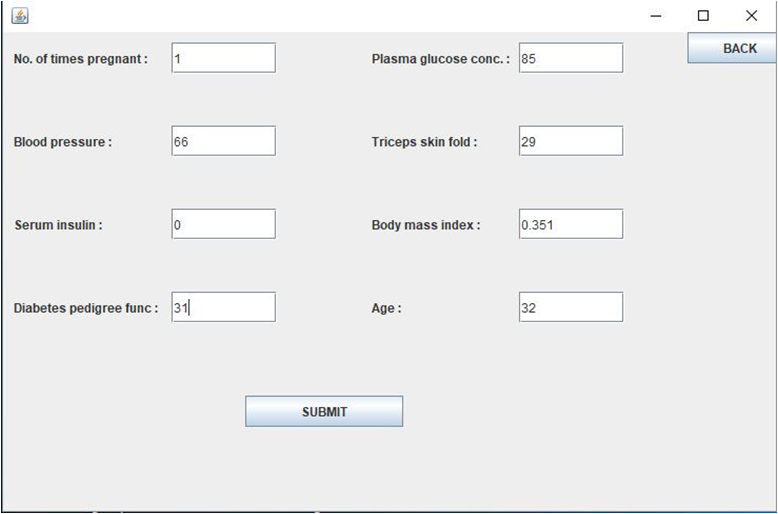 No. of times pregnant : 1 Plasma glucose conc. : 85 BACK
Blood pressure : 66 Triceps skin fold : 29
Serum insulin : 0 Body mass index : 0.351
Diabetes pedigree func : 31 Age : 32
SUBMIT